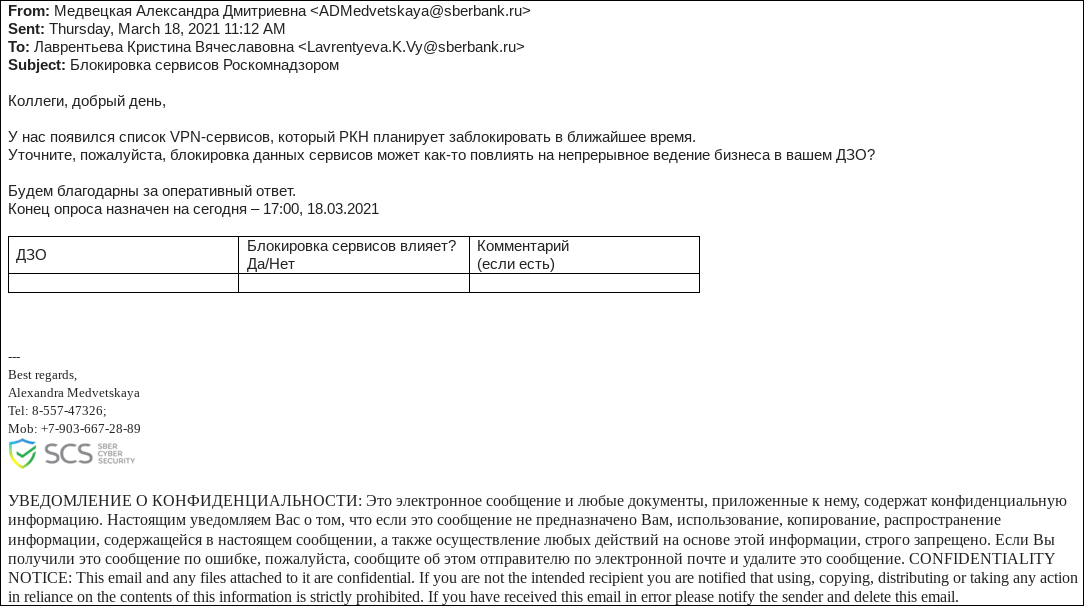 From: Медвецкая Александра Дмитриевна <ADMedvetskaya@sberbank.ru>
Sent: Thursday, March 18, 2021 11:12 AM
To: Лаврентьева Кристина Вячеславовна <Lavrentyeva.K.Vy@sberbank.ru>
Subject: Блокировка сервисов Роскомнадзором
Коллеги, добрый день,
У нас появился список VPN-сервисов, который РКН планирует заблокировать в ближайшее время.
Уточните, пожалуйста, блокировка данных сервисов может как-то повлиять на непрерывное ведение бизнеса в вашем ДЗО?
Будем благодарны за оперативный ответ.
Конец опроса назначен на сегодня – 17:00, 18.03.2021
ДЗО
Блокировка сервисов влияет?
Да/Нет
Комментарий
(если есть)
---
Best regards,
Alexandra Medvetskaya
Tel: 8-557-47326;
Mob: +7-903-667-28-89
SCS
SBER
CYBER
SECURITY
УВЕДОМЛЕНИЕ О КОНФИДЕНЦИАЛЬНОСТИ: Это электронное сообщение и любые документы, приложенные к нему, содержат конфиденциальную
информацию. Настоящим уведомляем Вас о том, что если это сообщение не предназначено Вам, использование, копирование, распространение
информации, содержащейся в настоящем сообщении, а также осуществление любых действий на основе этой информации, строго запрещено. Если Вы
получили это сообщение по ошибке, пожалуйста, сообщите об этом отправителю по электронной почте и удалите это сообщение. CONFIDENTIALITY
NOTICE: This email and any files attached to it are confidential. If you are not the intended recipient you are notified that using, copying, distributing or taking any action
in reliance on the contents of this information is strictly prohibited. If you have received this email in error please notify the sender and delete this email.